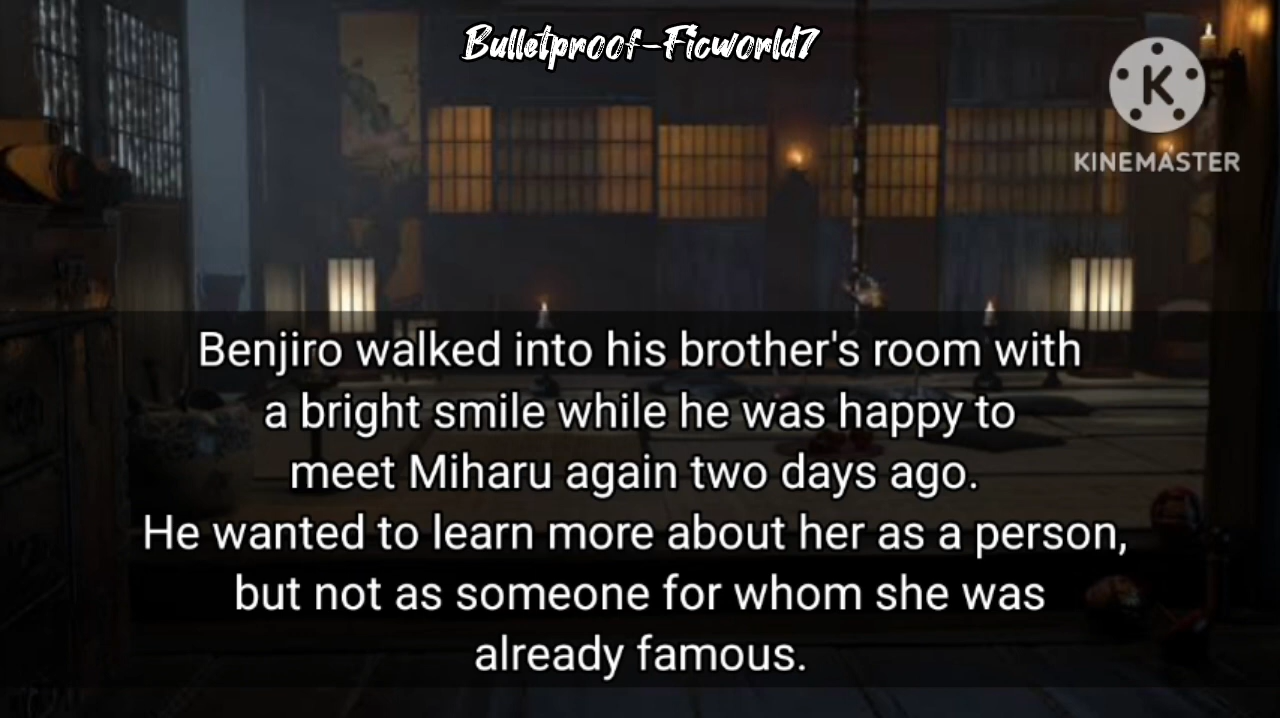 Bulletproof-Ficworld7
K
KINEMASTER
Benjiro walked into his brother's room with
a bright smile while he was happy to
meet Miharu again two days ago.
He wanted to learn more about her as a person,
but not as someone for whom she was
already famous.